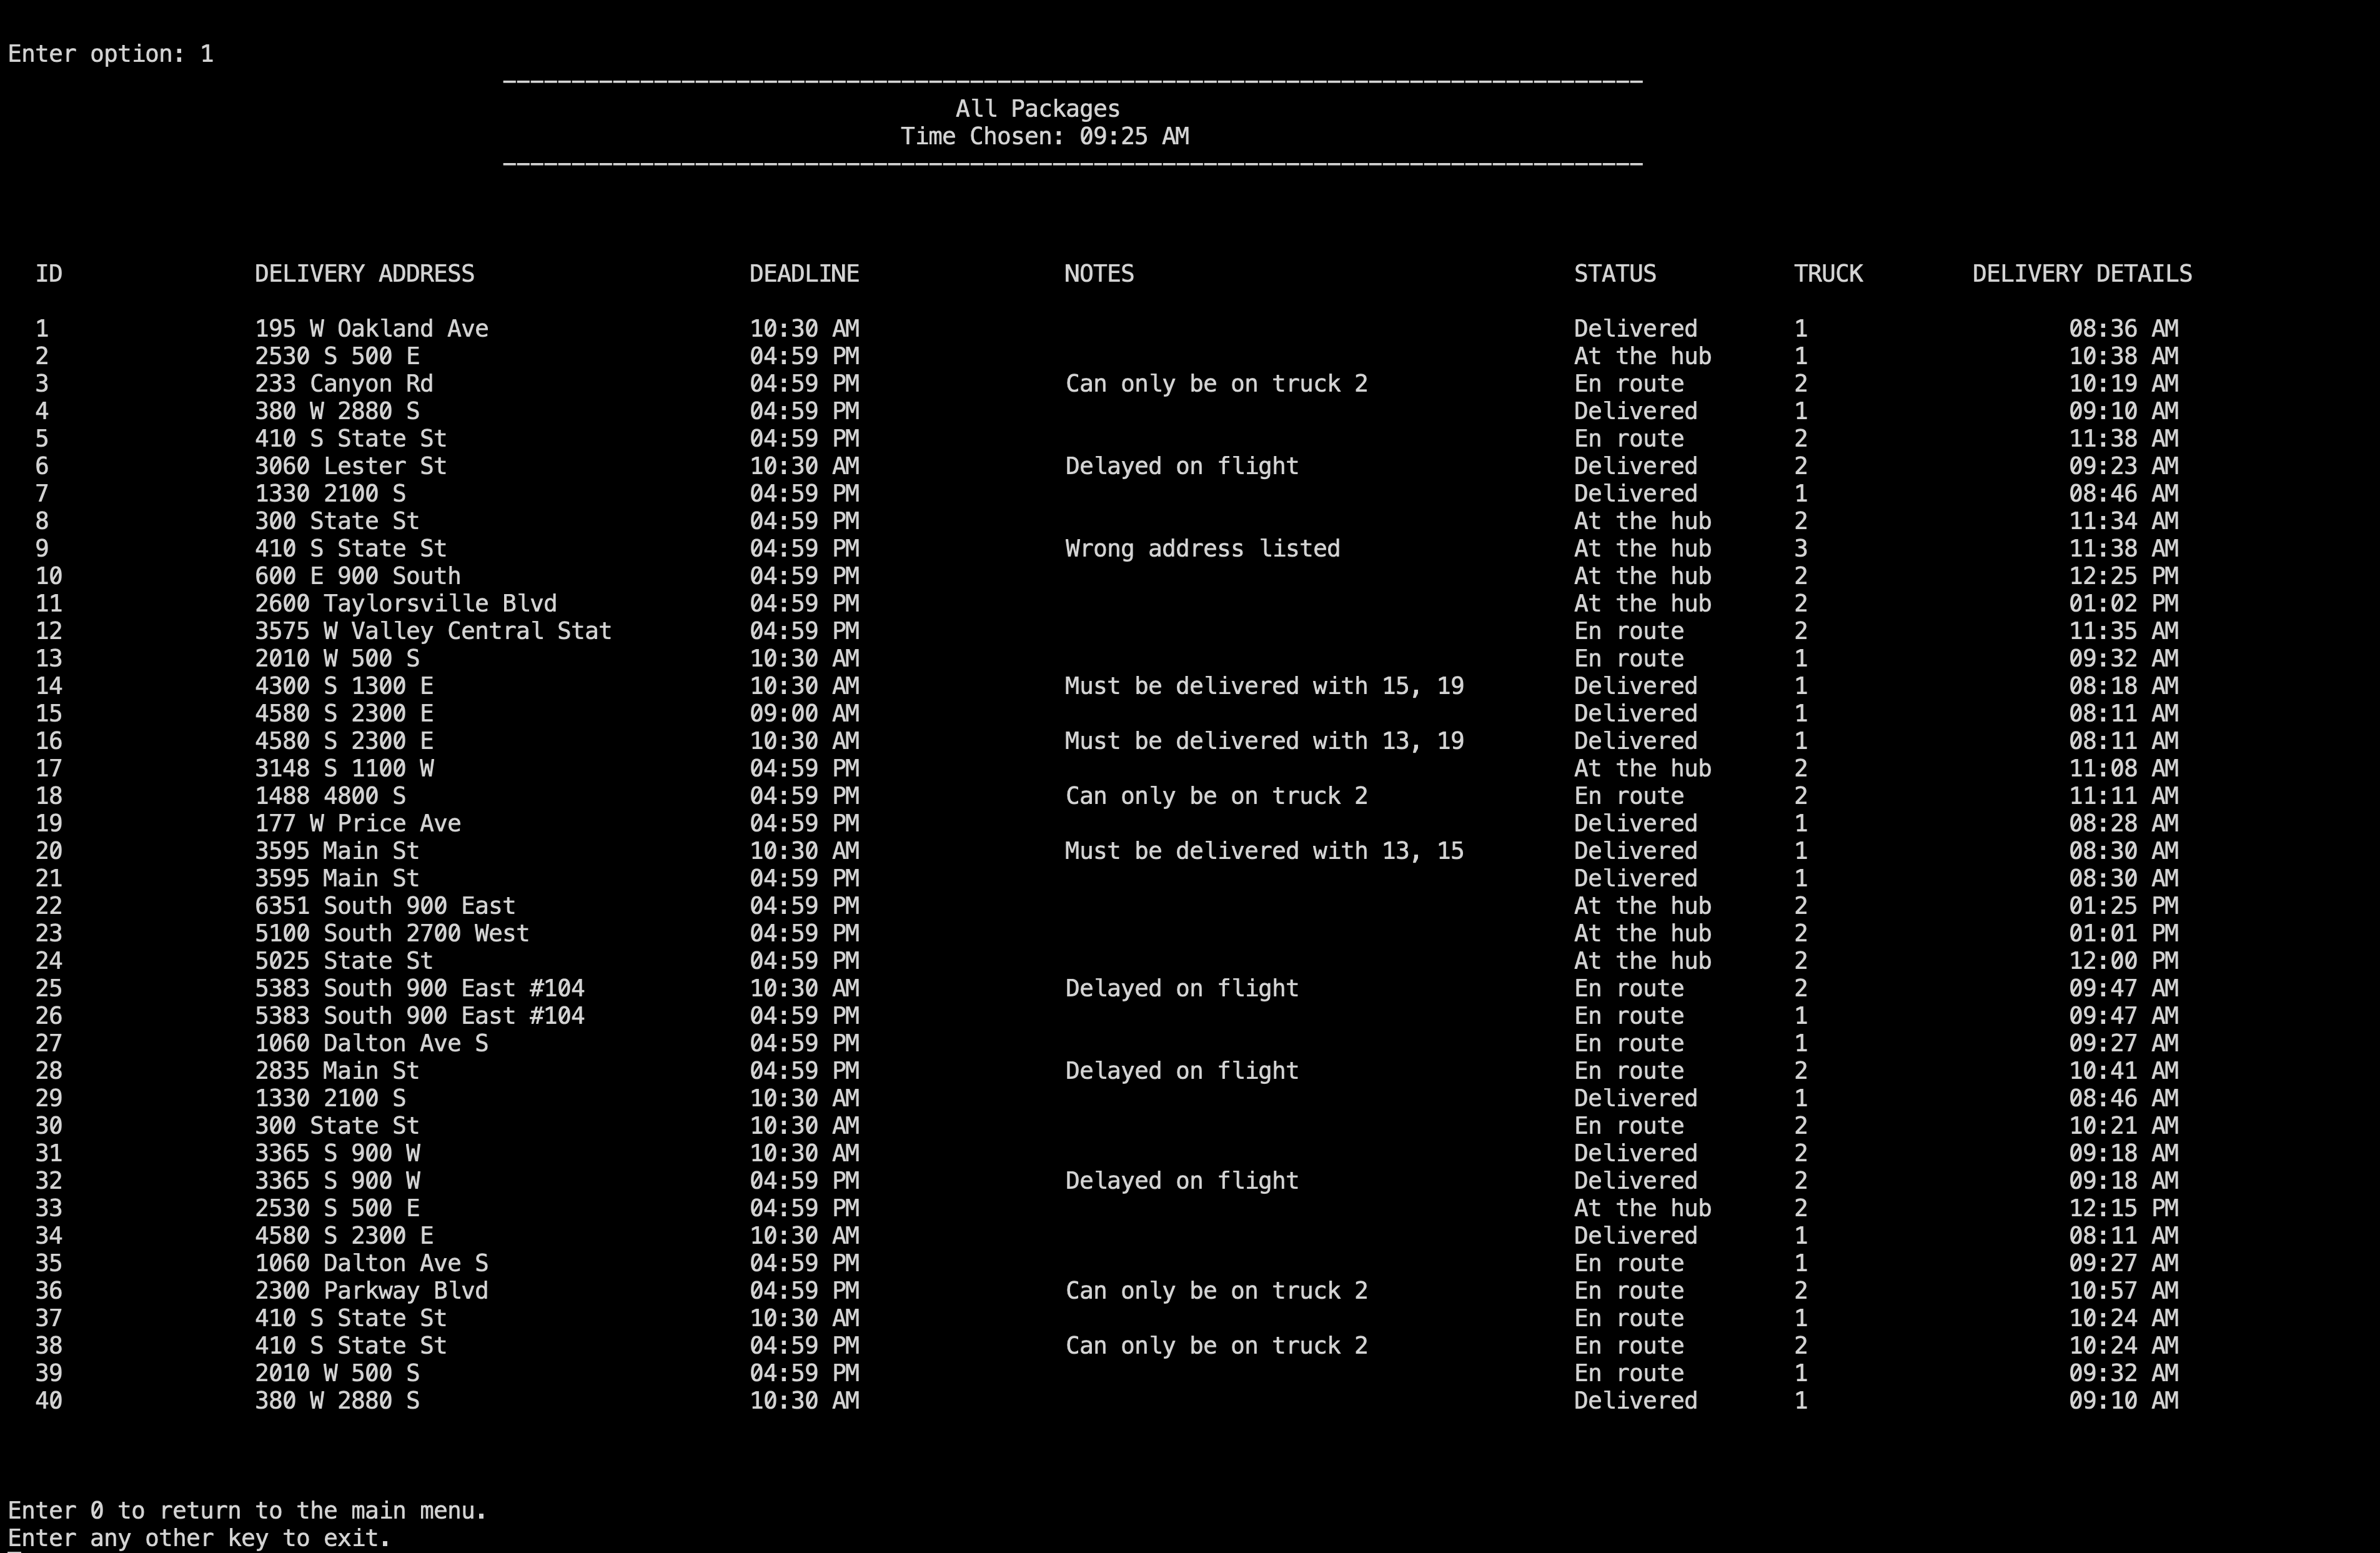 Enter option: 1
-----------------------------------------------------------------------------------
All Packages
Time Chosen: 09:25 AM
-----------------------------------------------------------------------------------
ID DELIVERY ADDRESS DEADLINE NOTES STATUS TRUCK DELIVERY DETAILS
1 195 W Oakland Ave 10:30 AM Delivered 1 08:36 AM
2 2530 S 500 E 04:59 PM At the hub 1 10:38 AM
3 233 Canyon Rd 04:59 PM Can only be on truck 2 En route 2 10:19 AM
4 380 W 2880 S 04:59 PM Delivered 1 09:10 AM
5 410 S State St 04:59 PM En route 2 11:38 AM
6 3060 Lester St 10:30 AM Delayed on flight Delivered 2 09:23 AM
7 1330 2100 S 04:59 PM Delivered 1 08:46 AM
8 300 State St 04:59 PM At the hub 2 11:34 AM
9 410 S State St 04:59 PM Wrong address listed At the hub 3 11:38 AM
10 600 E 900 South 04:59 PM At the hub 2 12:25 PM
11 2600 Taylorsville Blvd 04:59 PM At the hub 2 01:02 PM
12 3575 W Valley Central Stat 04:59 PM En route 2 11:35 AM
13 2010 W 500 S 10:30 AM En route 1 09:32 AM
14 4300 S 1300 E 10:30 AM Must be delivered with 15, 19 Delivered 1 08:18 AM
15 4580 S 2300 E 09:00 AM Delivered 1 08:11 AM
16 4580 S 2300 E 10:30 AM Must be delivered with 13, 19 Delivered 1 08:11 AM
17 3148 S 1100 W 04:59 PM At the hub 2 11:08 AM
18 1488 4800 S 04:59 PM Can only be on truck 2 En route 2 11:11 AM
19 177 W Price Ave 04:59 PM Delivered 1 08:28 AM
20 3595 Main St 10:30 AM Must be delivered with 13, 15 Delivered 1 08:30 AM
21 3595 Main St 04:59 PM Delivered 1 08:30 AM
22 6351 South 900 East 04:59 PM At the hub 2 01:25 PM
23 5100 South 2700 West 04:59 PM At the hub 2 01:01 PM
24 5025 State St 04:59 PM At the hub 2 12:00 PM
25 5383 South 900 East #104 10:30 AM Delayed on flight En route 2 09:47 AM
26 5383 South 900 East #104 04:59 PM En route 1 09:47 AM
27 1060 Dalton Ave S 04:59 PM En route 1 09:27 AM
28 2835 Main St 04:59 PM Delayed on flight En route 2 10:41 AM
29 1330 2100 S 10:30 AM Delivered 1 08:46 AM
30 300 State St 10:30 AM En route 2 10:21 AM
31 3365 S 900 W 10:30 AM Delivered 2 09:18 AM
32 3365 S 900 W 04:59 PM Delayed on flight Delivered 2 09:18 AM
33 2530 S 500 E 04:59 PM At the hub 2 12:15 PM
34 4580 S 2300 E 10:30 AM Delivered 1 08:11 AM
35 1060 Dalton Ave S 04:59 PM En route 1 09:27 AM
36 2300 Parkway Blvd 04:59 PM Can only be on truck 2 En route 2 10:57 AM
37 410 S State St 10:30 AM En route 1 10:24 AM
38 410 S State St 04:59 PM Can only be on truck 2 En route 2 10:24 AM
39 2010 W 500 S 04:59 PM En route 1 09:32 AM
40 380 W 2880 S 10:30 AM Delivered 1 09:10 AM
Enter 0 to return to the main menu.
Enter any other key to exit.